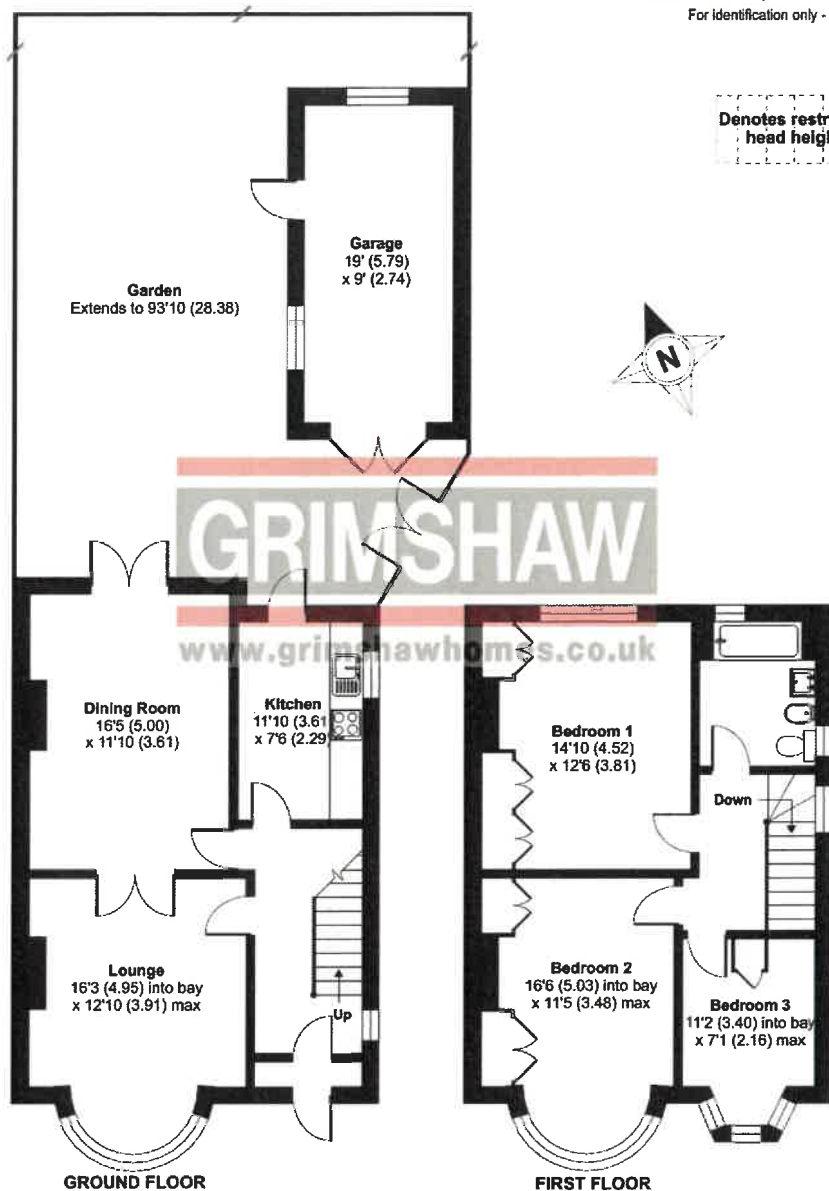 For identification only -
Denotes restr
head heig
Garage
19' (5.79)
x 9' (2.74)
Garden
Extends to 93'10 (28.38)
N
GRIMSHAW
www.grimshawhomes.co.uk
Dining Room
16'5 (5.00)
x 11'10 (3.61)
Kitchen
11'10 (3.61
x 7'6 (2.29)
Bedroom 1
14'10 (4.52)
x 12'6 (3.81)
Down
Lounge
16'3 (4.95) into bay
x 12'10 (3.91) max
Up
Bedroom 2
16'6 (5.03) into bay
x 11'5 (3.48) max
Bedroom 3
11'2 (3.40) into bay
x 7'1 (2.16) max
GROUND FLOOR
FIRST FLOOR